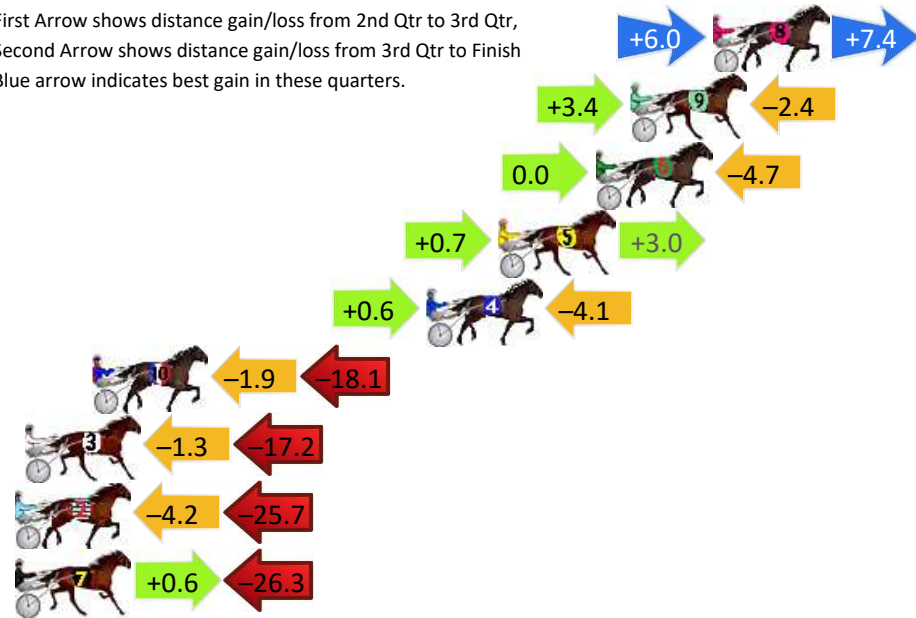 First Arrow shows distance gain/loss from 2nd Qtr to 3rd Qtr,
Second Arrow shows distance gain/loss from 3rd Qtr to Finish
Blue arrow indicates best gain in these quarters.
+6.0 8 +7.4
+3.4 9 –2.4
0.0 –4.7
+0.7 5 +3.0
+0.6 4 –4.1
10 –1.9 –18.1
3 –1.3 –17.2
2 –4.2 –25.7
7 +0.6 –26.3